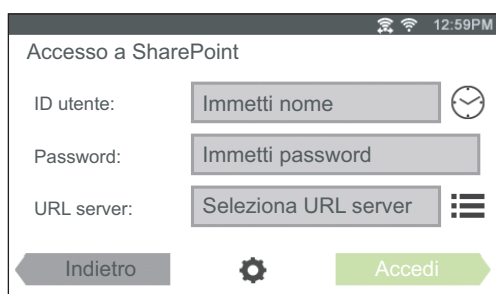 12:59PM
Accesso a SharePoint
ID utente: Immetti nome
Password: Immetti password
URL server: Seleziona URL server
Indietro Accedi